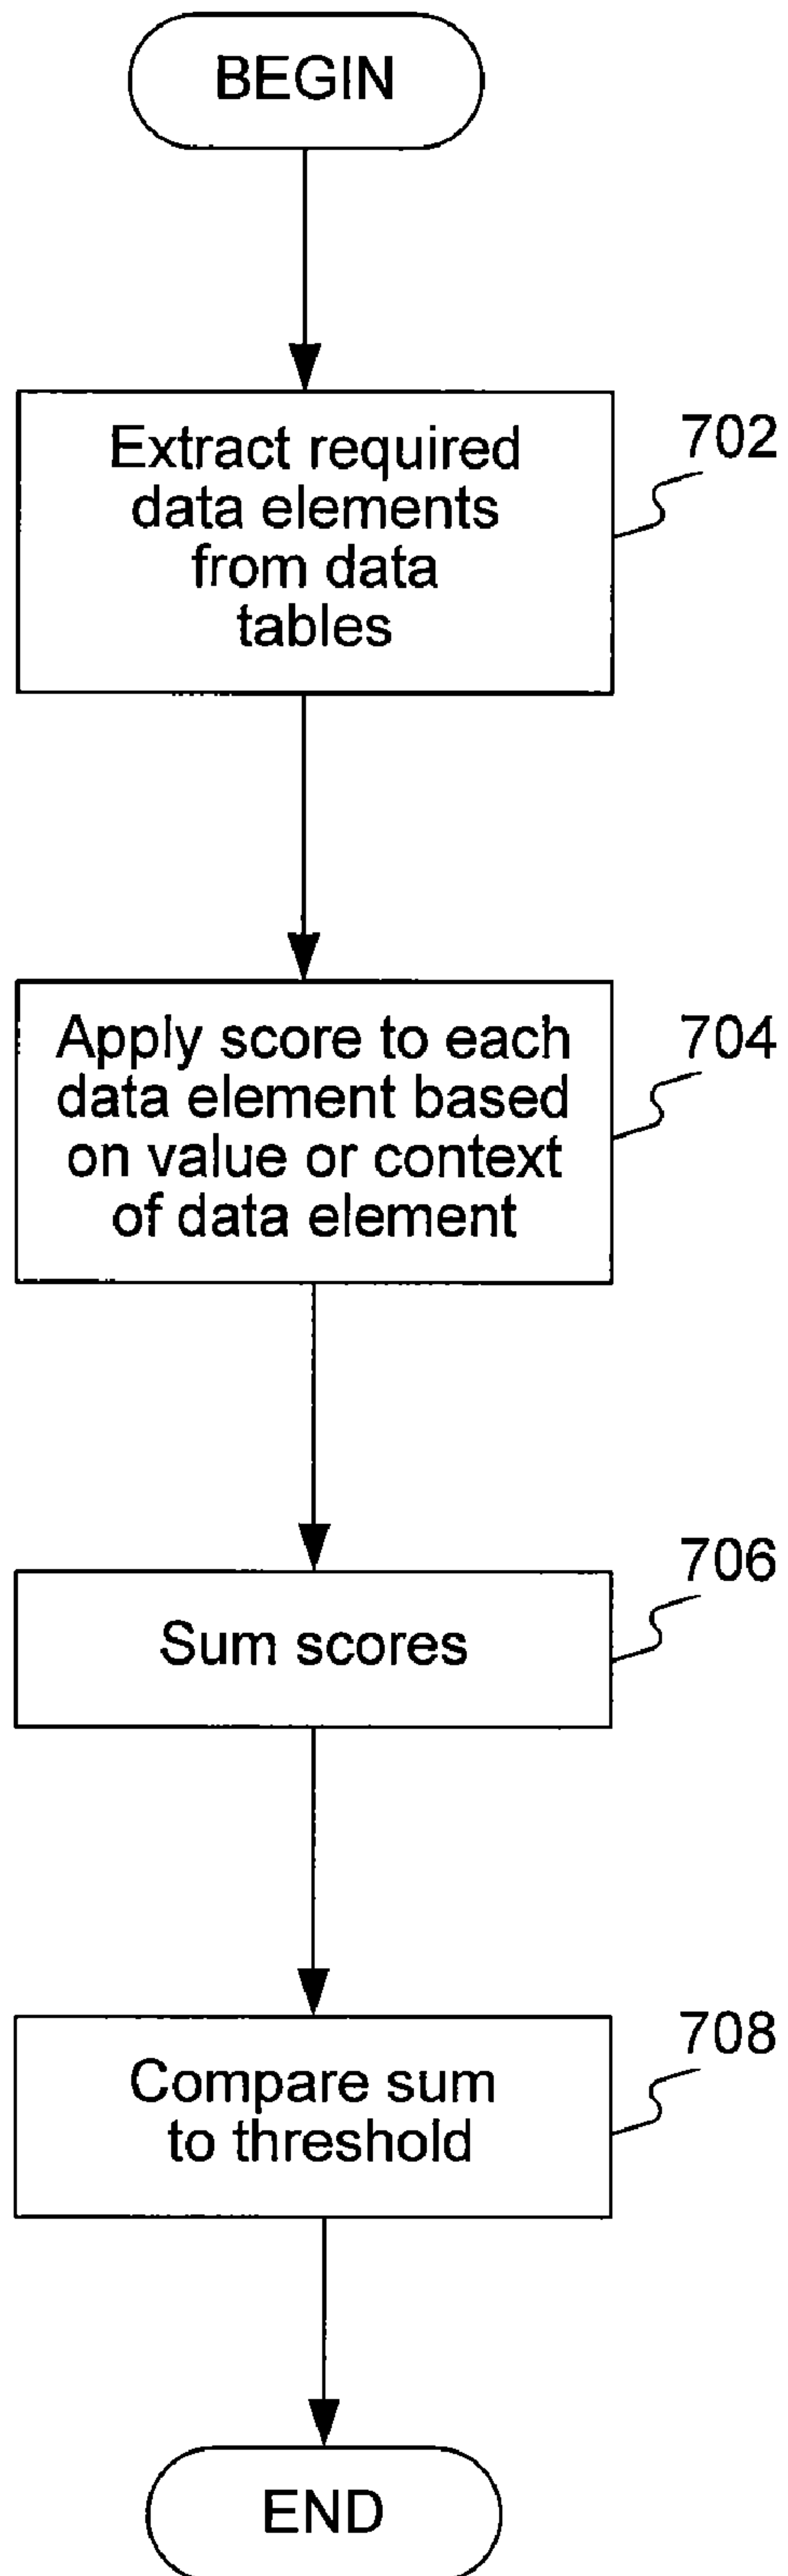 BEGIN
Extract required
data elements
from data
tables
702
Apply score to each
data element based
on value or context
of data element
704
Sum scores
706
Compare sum
to threshold
708
END